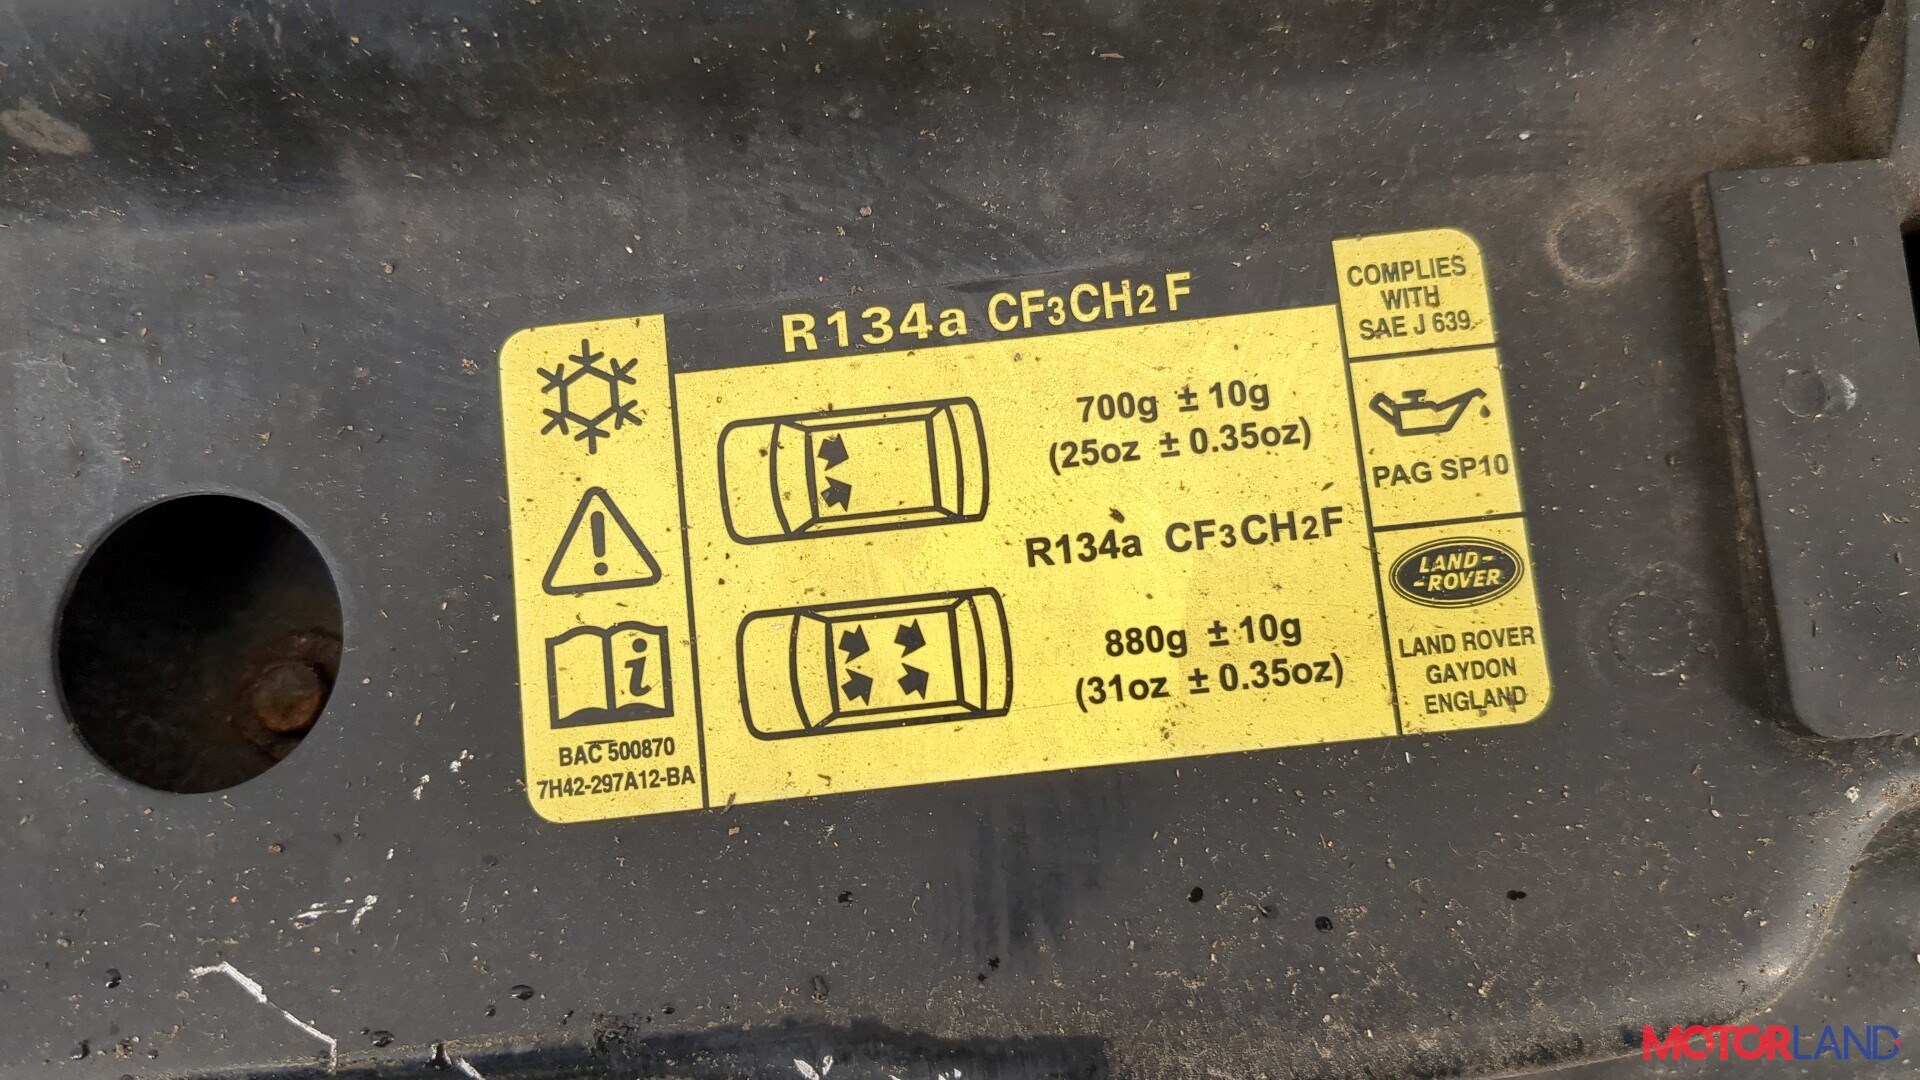 R134a CF3CH2F
COMPLIES
WITH
SAE J 639
700g ± 10g
(25oz ± 0.35oz)
PAG SP10
R134a CF3CH2F
880g ± 10g
(31oz ± 0.35oz)
LAND-
-ROVER
LAND ROVER
GAYDON
ENGLAND
i
BAC 500870
7H42-297A12-BA
MOTORLAND